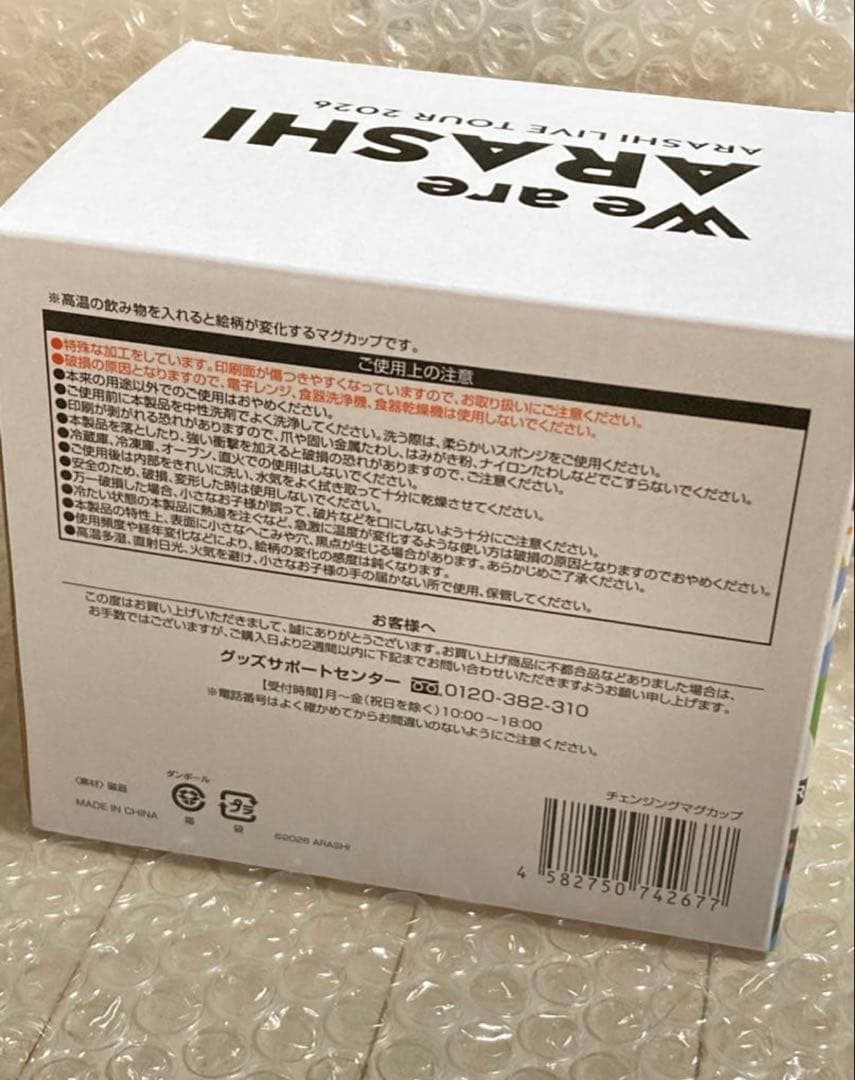 We are
ARASHI
ARASHI LIVE TOUR 2026
※高温の飲み物を入れると絵柄が変化するマグカップです。
ご使用上の注意
●特殊な加工をしています。印刷面が傷つきやすくなっていますので、お取り扱いにご注意ください。
●破損の原因となりますので、電子レンジ、食器洗浄機、食器乾燥機は使用しないでください。
●本来の用途以外でのご使用はおやめください。
●ご使用前に本製品を中性洗剤でよく洗浄してください。洗う際は、柔らかいスポンジをご使用ください。
●印刷が剥がれる恐れがありますので、爪や固い金属たわし、はみがき粉、ナイロンたわしなどでこすらないでください。
●本製品を落としたり、強い衝撃を加えると破損の恐れがありますので、ご注意ください。
●冷蔵庫、冷凍庫、オーブン、直火での使用はしないでください。
●ご使用後は内部をきれいに洗い、水気をよく拭き取って十分に乾燥させてください。
●安全のため、破損、変形した時は使用しないでください。
●万一破損した場合、小さなお子様が誤って、破片などを口にしないよう十分にご注意ください。
●冷たい状態の本製品に熱湯を注ぐなど、急激に温度が変化するような使い方は破損の原因となりますのでおやめください。
●本製品の特性上、表面に小さなへこみや穴、黒点が生じる場合があります。あらかじめご了承ください。
●使用頻度や経年変化などにより、絵柄の変化の感度は鈍くなります。
●高温多湿、直射日光、火気を避け、小さなお子様の手の届かない所で使用、保管してください。
お客様へ
この度はお買い上げいただきまして、誠にありがとうございます。お買い上げ商品に不都合品などありました場合は、
お手数ではございますが、ご購入日より2週間以内に下記までお問い合わせいただきますようお願い申し上げます。
グッズサポートセンター 0120-382-310
【受付時間】月～金(祝日を除く)10:00～18:00
※電話番号はよく確かめてからお間違いのないようにご注意ください。
〈素材〉磁器
MADE IN CHINA
ダンボール
箱
プラ
袋
©2026 ARASHI
チェンジングマグカップ
4 582750 742677